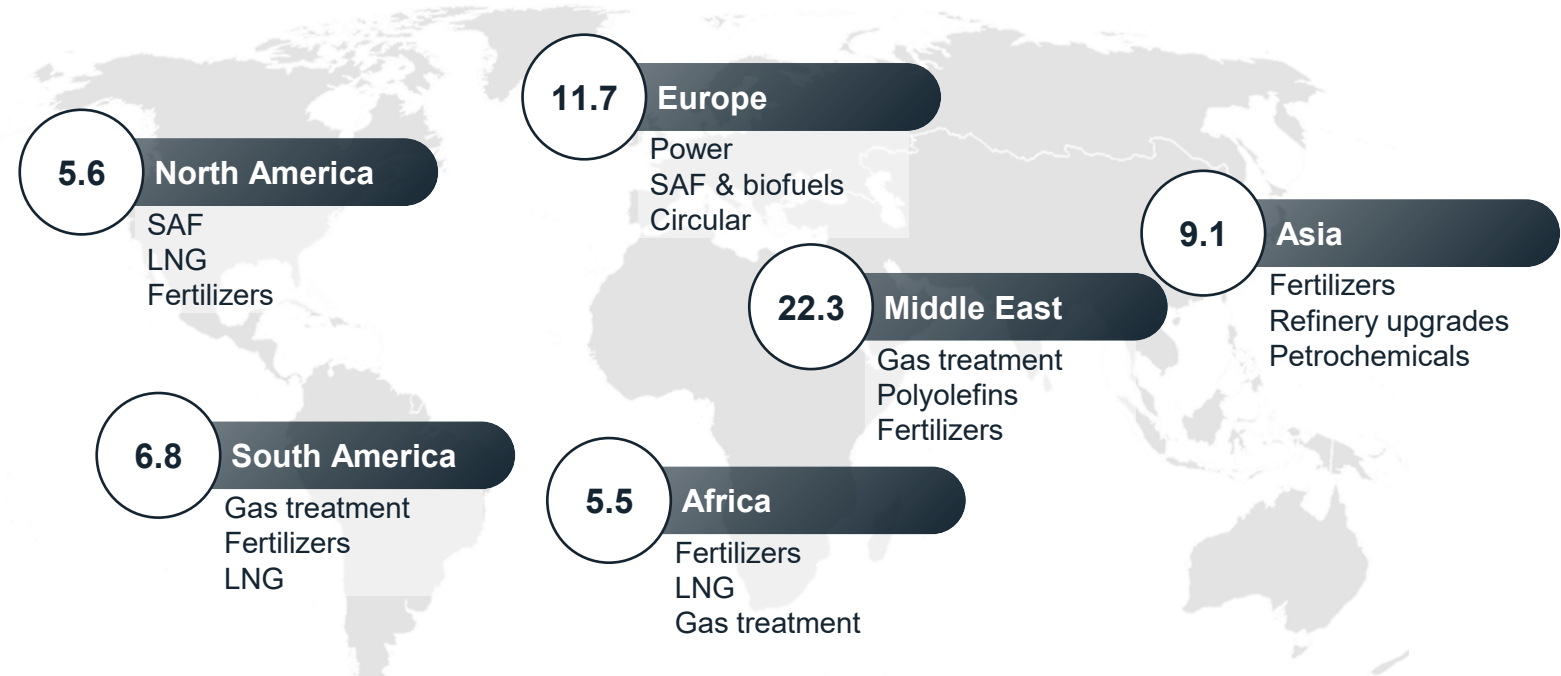 11.7
Europe
Power
SAF & biofuels
Circular
5.6
North America
SAF
LNG
Fertilizers
9.1
Asia
Fertilizers
Refinery upgrades
Petrochemicals
22.3
Middle East
Gas treatment
Polyolefins
Fertilizers
6.8
South America
Gas treatment
Fertilizers
LNG
5.5
Africa
Fertilizers
LNG
Gas treatment